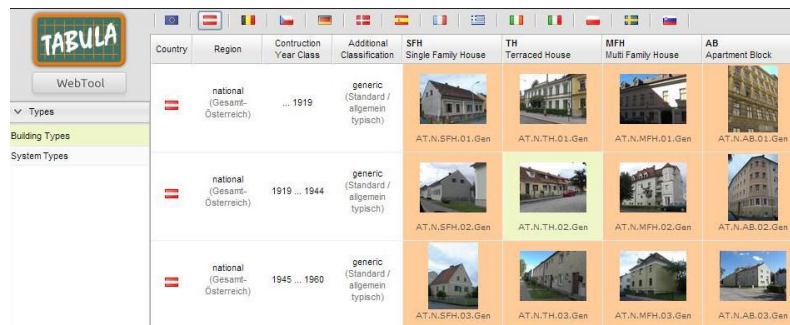 TABULA
WebTool
Types
Building Types
System Types
Country Region Contruction Year Class Additional Classification SFH Single Family House TH Terraced House MFH Multi Family House AB Apartment Block
national (Gesamt-Österreich) ... 1919 generic (Standard / allgemein typisch)
AT.N.SFH.01.Gen AT.N.TH.01.Gen AT.N.MFH.01.Gen AT.N.AB.01.Gen
national (Gesamt-Österreich) 1919 ... 1944 generic (Standard / allgemein typisch)
AT.N.SFH.02.Gen AT.N.TH.02.Gen AT.N.MFH.02.Gen AT.N.AB.02.Gen
national (Gesamt-Österreich) 1945 ... 1960 generic (Standard / allgemein typisch)
AT.N.SFH.03.Gen AT.N.TH.03.Gen AT.N.MFH.03.Gen AT.N.AB.03.Gen